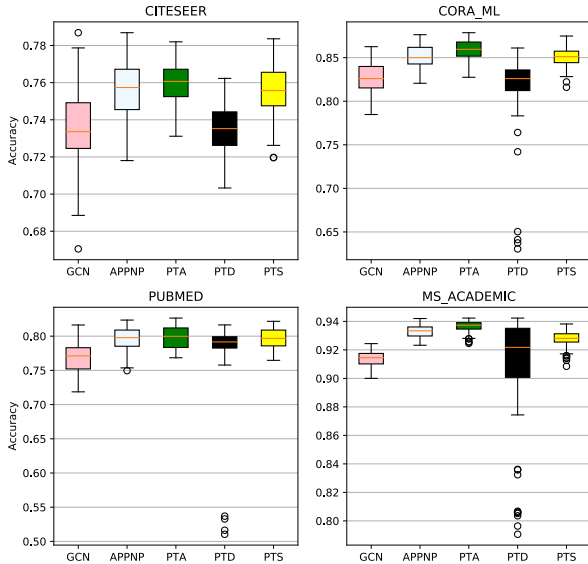 CITESEER
Accuracy
0.78
0.76
0.74
0.72
0.70
0.68
GCN APPNP PTA PTD PTS
CORA_ML
0.85
0.80
0.75
0.70
0.65
GCN APPNP PTA PTD PTS
PUBMED
Accuracy
0.80
0.75
0.70
0.65
0.60
0.55
0.50
GCN APPNP PTA PTD PTS
MS_ACADEMIC
0.94
0.92
0.90
0.88
0.86
0.84
0.82
0.80
GCN APPNP PTA PTD PTS